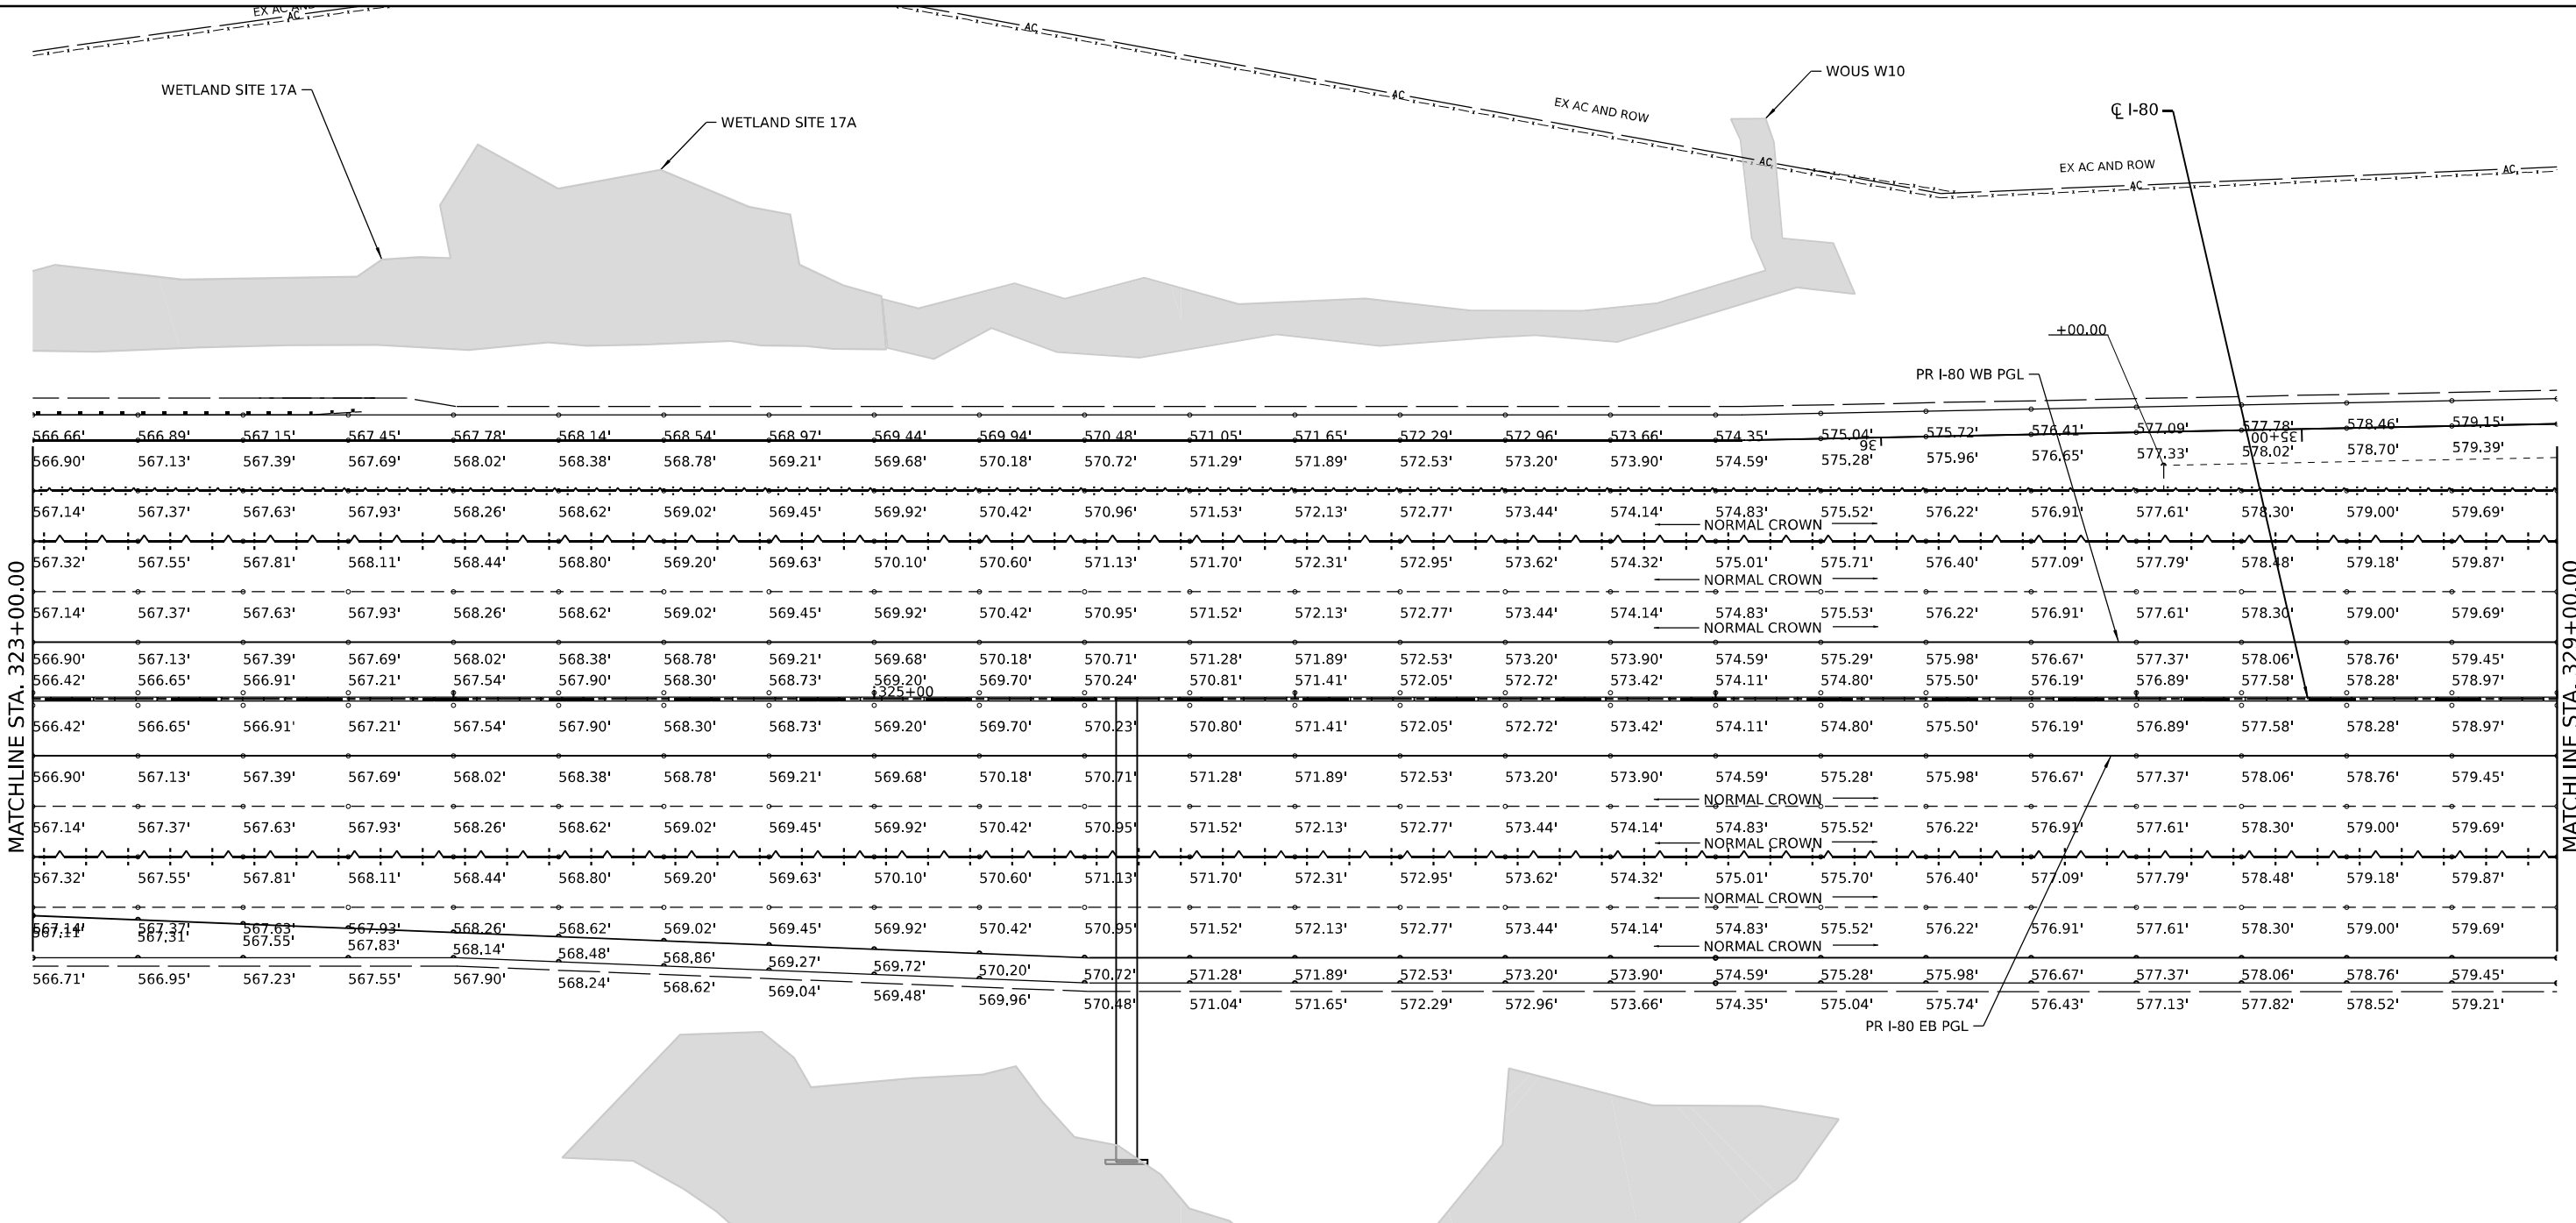 EX AC AND
AC
AC
WETLAND SITE 17A
WOUS W10
WETLAND SITE 17A
AC
EX AC AND ROW
℄ I-80
AC
EX AC AND ROW
AC
AC
+00.00
PR I-80 WB PGL
566.66' 566.89' 567.15' 567.45' 567.78' 568.14' 568.54' 568.97' 569.44' 569.94' 570.48' 571.05' 571.65' 572.29' 572.96' 573.66' 574.35' 575.04' 575.72' 576.41' 577.09' 577.78' 578.46' 579.15'
136
135+00
566.90' 567.13' 567.39' 567.69' 568.02' 568.38' 568.78' 569.21' 569.68' 570.18' 570.72' 571.29' 571.89' 572.53' 573.20' 573.90' 574.59' 575.28' 575.96' 576.65' 577.33' 578.02' 578.70' 579.39'
567.14' 567.37' 567.63' 567.93' 568.26' 568.62' 569.02' 569.45' 569.92' 570.42' 570.96' 571.53' 572.13' 572.77' 573.44' 574.14' 574.83' 575.52' 576.22' 576.91' 577.61' 578.30' 579.00' 579.69'
NORMAL CROWN
567.32' 567.55' 567.81' 568.11' 568.44' 568.80' 569.20' 569.63' 570.10' 570.60' 571.13' 571.70' 572.31' 572.95' 573.62' 574.32' 575.01' 575.71' 576.40' 577.09' 577.79' 578.48' 579.18' 579.87'
NORMAL CROWN
567.14' 567.37' 567.63' 567.93' 568.26' 568.62' 569.02' 569.45' 569.92' 570.42' 570.95' 571.52' 572.13' 572.77' 573.44' 574.14' 574.83' 575.53' 576.22' 576.91' 577.61' 578.30' 579.00' 579.69'
NORMAL CROWN
566.90' 567.13' 567.39' 567.69' 568.02' 568.38' 568.78' 569.21' 569.68' 570.18' 570.71' 571.28' 571.89' 572.53' 573.20' 573.90' 574.59' 575.29' 575.98' 576.67' 577.37' 578.06' 578.76' 579.45'
566.42' 566.65' 566.91' 567.21' 567.54' 567.90' 568.30' 568.73' 569.20' 569.70' 570.24' 570.81' 571.41' 572.05' 572.72' 573.42' 574.11' 574.80' 575.50' 576.19' 576.89' 577.58' 578.28' 578.97'
325+00
MATCHLINE STA. 323+00.00
MATCHLINE STA. 329+00.00
566.42' 566.65' 566.91' 567.21' 567.54' 567.90' 568.30' 568.73' 569.20' 569.70' 570.23' 570.80' 571.41' 572.05' 572.72' 573.42' 574.11' 574.80' 575.50' 576.19' 576.89' 577.58' 578.28' 578.97'
566.90' 567.13' 567.39' 567.69' 568.02' 568.38' 568.78' 569.21' 569.68' 570.18' 570.71' 571.28' 571.89' 572.53' 573.20' 573.90' 574.59' 575.28' 575.98' 576.67' 577.37' 578.06' 578.76' 579.45'
NORMAL CROWN
567.14' 567.37' 567.63' 567.93' 568.26' 568.62' 569.02' 569.45' 569.92' 570.42' 570.95' 571.52' 572.13' 572.77' 573.44' 574.14' 574.83' 575.52' 576.22' 576.91' 577.61' 578.30' 579.00' 579.69'
NORMAL CROWN
567.32' 567.55' 567.81' 568.11' 568.44' 568.80' 569.20' 569.63' 570.10' 570.60' 571.13' 571.70' 572.31' 572.95' 573.62' 574.32' 575.01' 575.70' 576.40' 577.09' 577.79' 578.48' 579.18' 579.87'
NORMAL CROWN
567.14' 567.37' 567.63' 567.93' 568.26' 568.62' 569.02' 569.45' 569.92' 570.42' 570.95' 571.52' 572.13' 572.77' 573.44' 574.14' 574.83' 575.52' 576.22' 576.91' 577.61' 578.30' 579.00' 579.69'
NORMAL CROWN
567.11' 567.31' 567.55' 567.83' 568.14' 568.48' 568.86' 569.27' 569.72' 570.20' 570.72' 571.28' 571.89' 572.53' 573.20' 573.90' 574.59' 575.28' 575.98' 576.67' 577.37' 578.06' 578.76' 579.45'
566.71' 566.95' 567.23' 567.55' 567.90' 568.24' 568.62' 569.04' 569.48' 569.96' 570.48' 571.04' 571.65' 572.29' 572.96' 573.66' 574.35' 575.04' 575.74' 576.43' 577.13' 577.82' 578.52' 579.21'
PR I-80 EB PGL